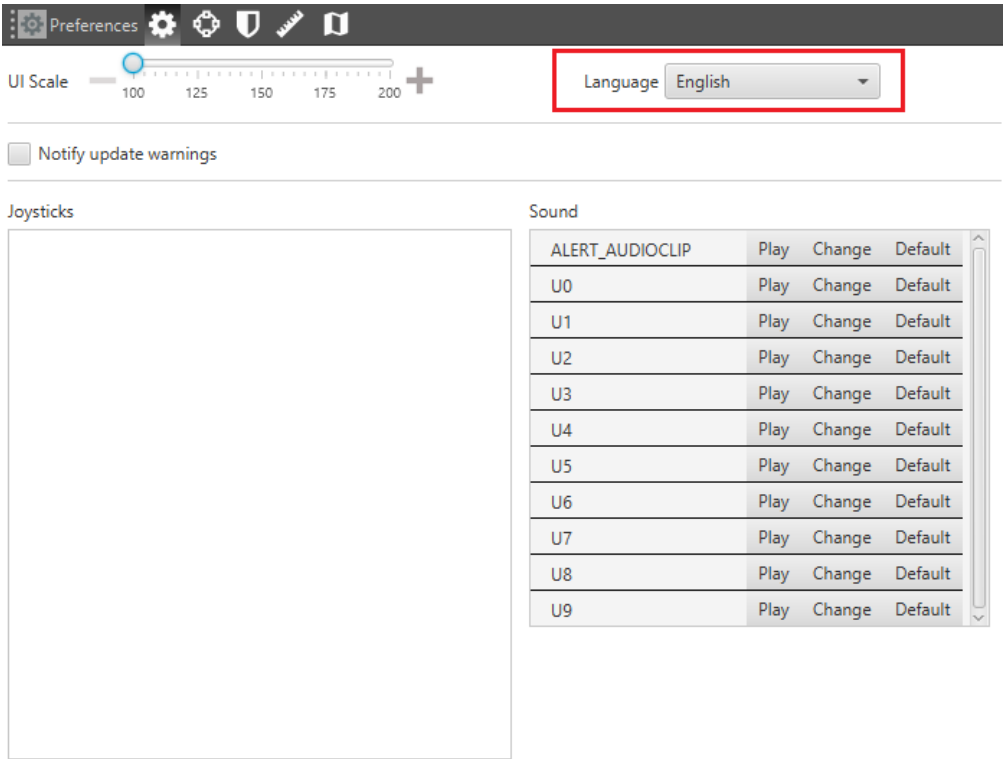 Preferences
UI Scale
100 125 150 175 200
Language English
Notify update warnings
Joysticks
Sound
ALERT_AUDIOCLIP Play Change Default
U0 Play Change Default
U1 Play Change Default
U2 Play Change Default
U3 Play Change Default
U4 Play Change Default
U5 Play Change Default
U6 Play Change Default
U7 Play Change Default
U8 Play Change Default
U9 Play Change Default